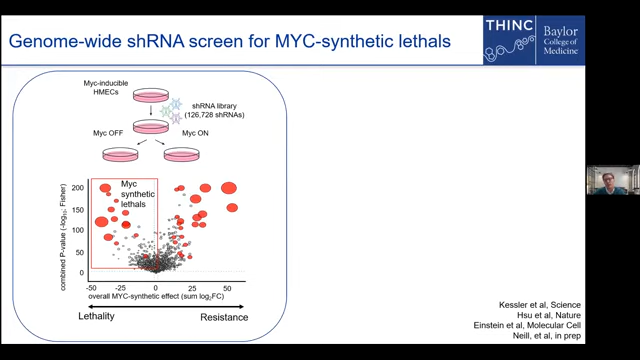 Genome-wide shRNA screen for MYC-synthetic lethals
THINC
Baylor
College of
Medicine
Myc-inducible
HMECs
shRNA library
(126,728 shRNAs)
Myc OFF
Myc ON
Myc
synthetic
lethals
combined P-value (-log10, Fisher)
200
150
100
50
0
-50
-25
0
25
50
overall MYC-synthetic effect (sum log2FC)
Lethality
Resistance
Kessler et al, Science
Hsu et al, Nature
Einstein et al, Molecular Cell
Neill, et al, in prep